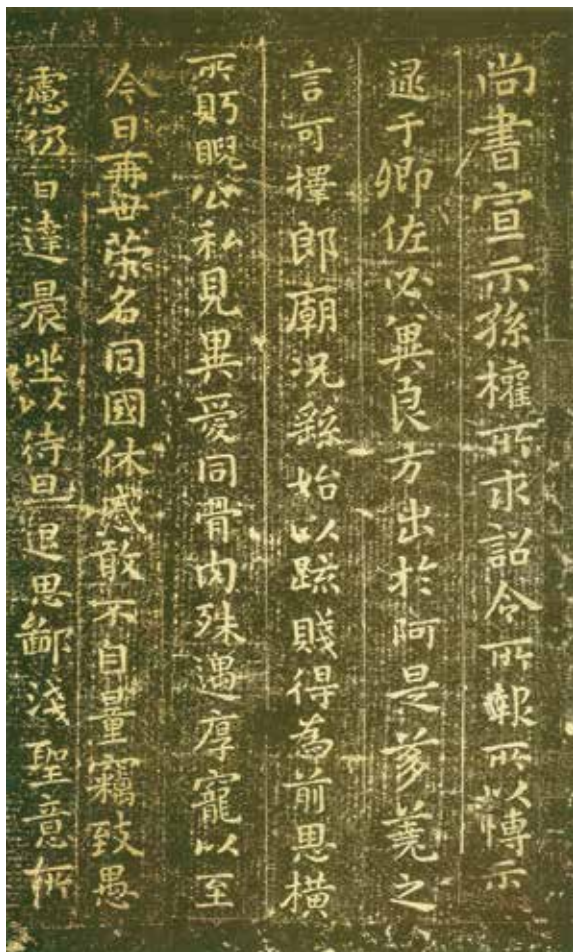 尚書宣示孫權所求詔令所報所以博示
逮于卿佐必冀良方出於阿是芻蕘之
言可擇郎廟況繇始以疏賤得為前恩橫
所盻睨公私見異愛同骨肉殊遇厚寵以至
今日再世榮名同國休慼敢不自量竊致愚
慮仍日達晨坐以待旦退思鄙淺聖意所